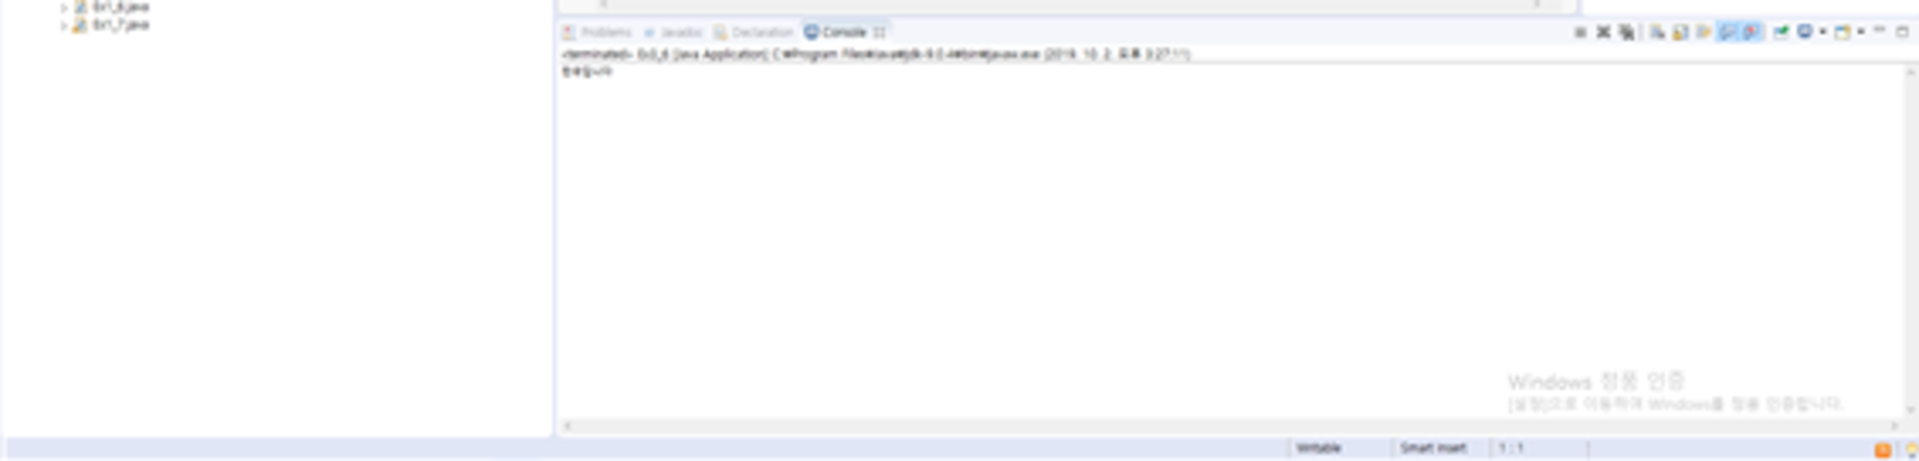 Ex1_6.java
Ex1_7.java
Problems Javadoc Declaration Console
<terminated> [Java Application] C:₩Program Files₩Java₩jdk-9.0.4₩bin₩javaw.exe (2019. 10. 2. 오후 3:27:11)
Windows 정품 인증
[설정]으로 이동하여 Windows를 정품 인증합니다.
Writable Smart Insert 1 : 1